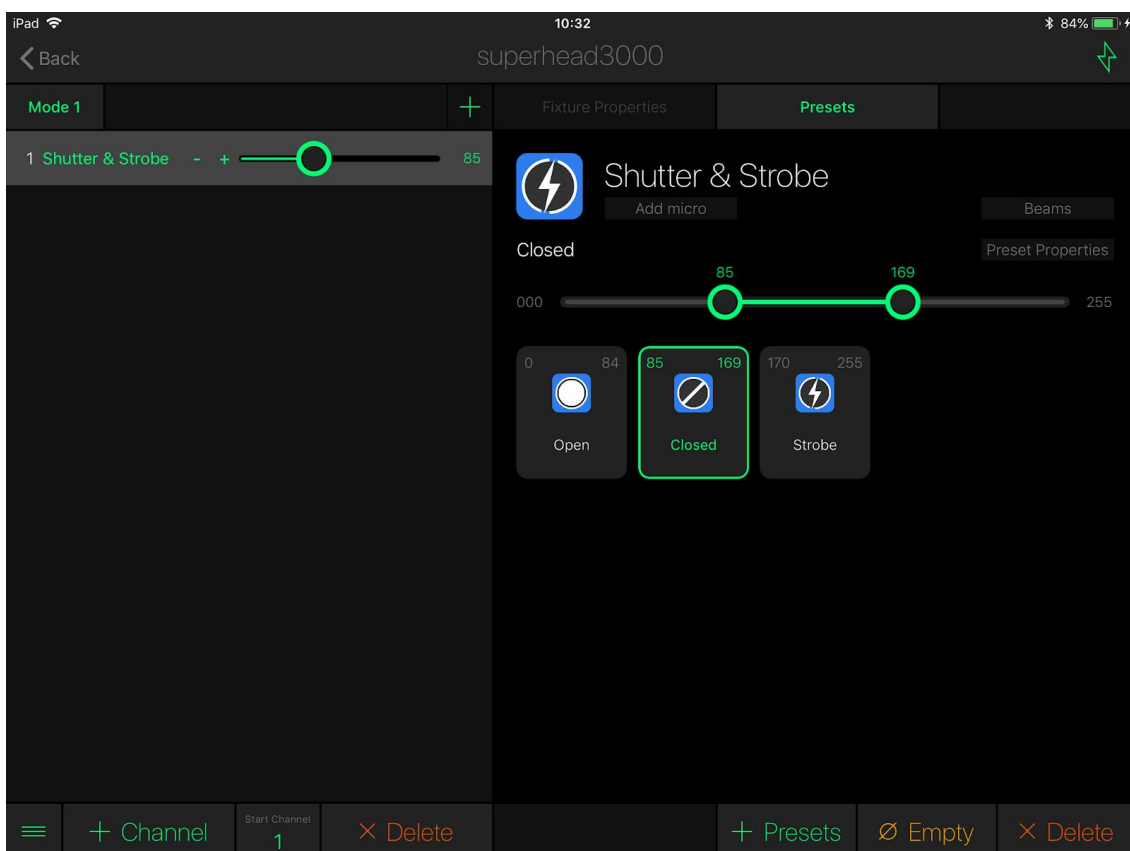 iPad 10:32 84%
Back superhead3000
Mode 1 + Fixture Properties Presets
1 Shutter & Strobe - + 85
Shutter & Strobe
Add micro Beams
Closed Preset Properties
85 169
000 255
0 84 85 169 170 255
Open Closed Strobe
+ Channel Start Channel 1 × Delete + Presets Ø Empty × Delete